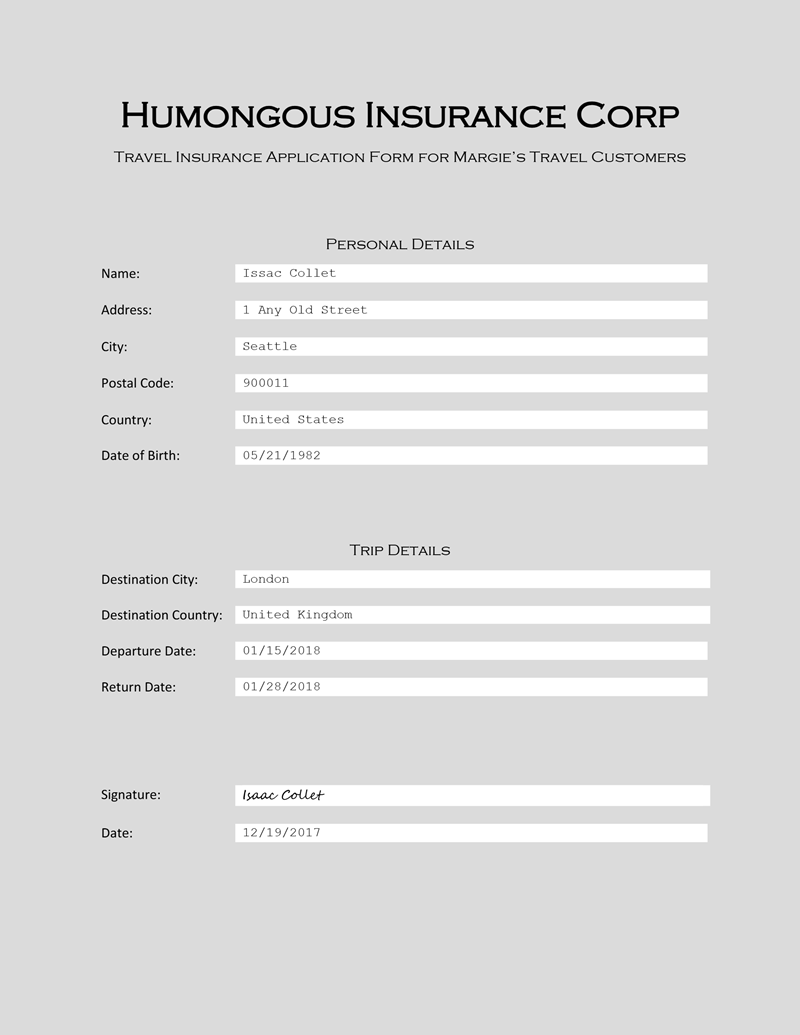 Humongous Insurance Corp
Travel Insurance Application Form for Margie's Travel Customers
Personal Details
Name: Issac Collet
Address: 1 Any Old Street
City: Seattle
Postal Code: 900011
Country: United States
Date of Birth: 05/21/1982
Trip Details
Destination City: London
Destination Country: United Kingdom
Departure Date: 01/15/2018
Return Date: 01/28/2018
Signature: Isaac Collet
Date: 12/19/2017